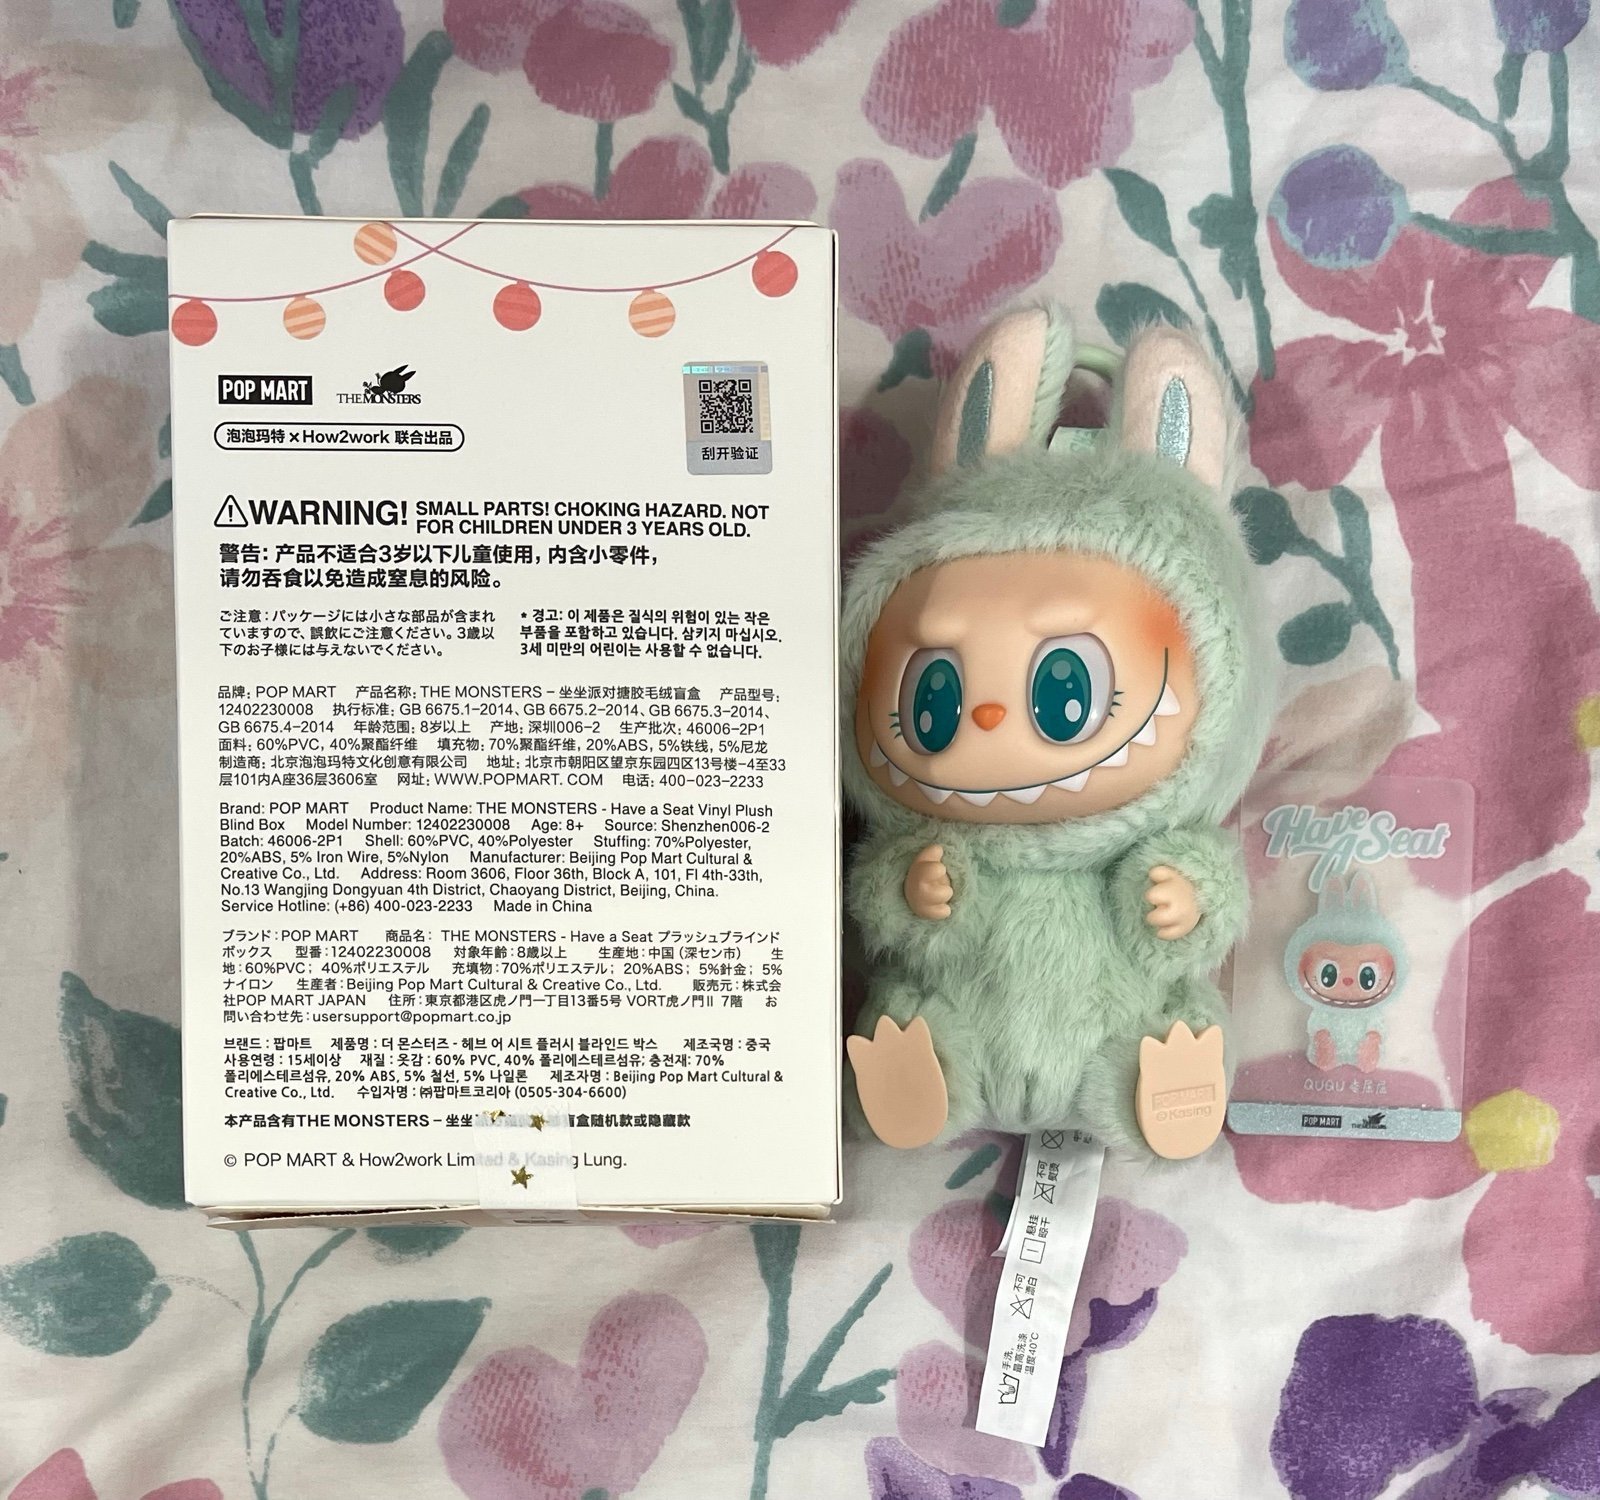 POP MART
THE MONSTERS
泡泡玛特 x How2work 联合出品
刮开验证
WARNING! SMALL PARTS! CHOKING HAZARD. NOT
FOR CHILDREN UNDER 3 YEARS OLD.
警告: 产品不适合3岁以下儿童使用, 内含小零件,
请勿吞食以免造成窒息的风险。
ご注意:パッケージには小さな部品が含まれ
ていますので、誤飲にご注意ください。3歳以
下のお子様には与えないでください。
* 경고: 이 제품은 질식의 위험이 있는 작은
부품을 포함하고 있습니다. 삼키지 마십시오.
3세 미만의 어린이는 사용할 수 없습니다.
品牌: POP MART 产品名称: THE MONSTERS – 坐坐派对搪胶毛绒盲盒 产品型号:
12402230008 执行标准: GB 6675.1-2014、GB 6675.2-2014、GB 6675.3-2014、
GB 6675.4-2014 年龄范围: 8岁以上 产地: 深圳006-2 生产批次: 46006-2P1
面料: 60%PVC, 40%聚酯纤维 填充物: 70%聚酯纤维, 20%ABS, 5%铁线, 5%尼龙
制造商: 北京泡泡玛特文化创意有限公司 地址: 北京市朝阳区望京东园四区13号楼-4至33
层101内A座36层3606室 网址: WWW.POPMART. COM 电话: 400-023-2233
Brand: POP MART Product Name: THE MONSTERS - Have a Seat Vinyl Plush
Blind Box Model Number: 12402230008 Age: 8+ Source: Shenzhen006-2
Batch: 46006-2P1 Shell: 60%PVC, 40%Polyester Stuffing: 70%Polyester,
20%ABS, 5% Iron Wire, 5%Nylon Manufacturer: Beijing Pop Mart Cultural &
Creative Co., Ltd. Address: Room 3606, Floor 36th, Block A, 101, Fl 4th-33th,
No.13 Wangjing Dongyuan 4th District, Chaoyang District, Beijing, China.
Service Hotline: (+86) 400-023-2233 Made in China
ブランド:POP MART 商品名: THE MONSTERS - Have a Seat プラッシュブラインド
ボックス 型番:12402230008 対象年齢:8歳以上 生産地:中国 (深セン市) 生
地:60%PVC; 40%ポリエステル 充填物:70%ポリエステル; 20%ABS; 5%針金; 5%
ナイロン 生産者:Beijing Pop Mart Cultural & Creative Co., Ltd. 販売元:株式会
社POP MART JAPAN 住所:東京都港区虎ノ門一丁目13番5号 VORT虎ノ門II 7階 お
問い合わせ先:usersupport@popmart.co.jp
브랜드 : 팝마트 제품명 : 더 몬스터즈 - 헤브 어 시트 플러시 블라인드 박스 제조국명 : 중국
사용연령 : 15세이상 재질 : 옷감 : 60% PVC, 40% 폴리에스테르섬유; 충전재: 70%
폴리에스테르섬유, 20% ABS, 5% 철선, 5% 나일론 제조자명 : Beijing Pop Mart Cultural &
Creative Co., Ltd. 수입자명 : ㈜팝마트코리아 (0505-304-6600)
本产品含有THE MONSTERS – 坐坐 盲盒随机款或隐藏款
© POP MART & How2work Limited & Kasing Lung.
POP MART
© Kasing
Have
A Seat
QUQU
POP MART
THE MONSTERS
不可
熨烫
悬挂
晾干
不可
漂白
手洗,
最高洗涤
温度40°C